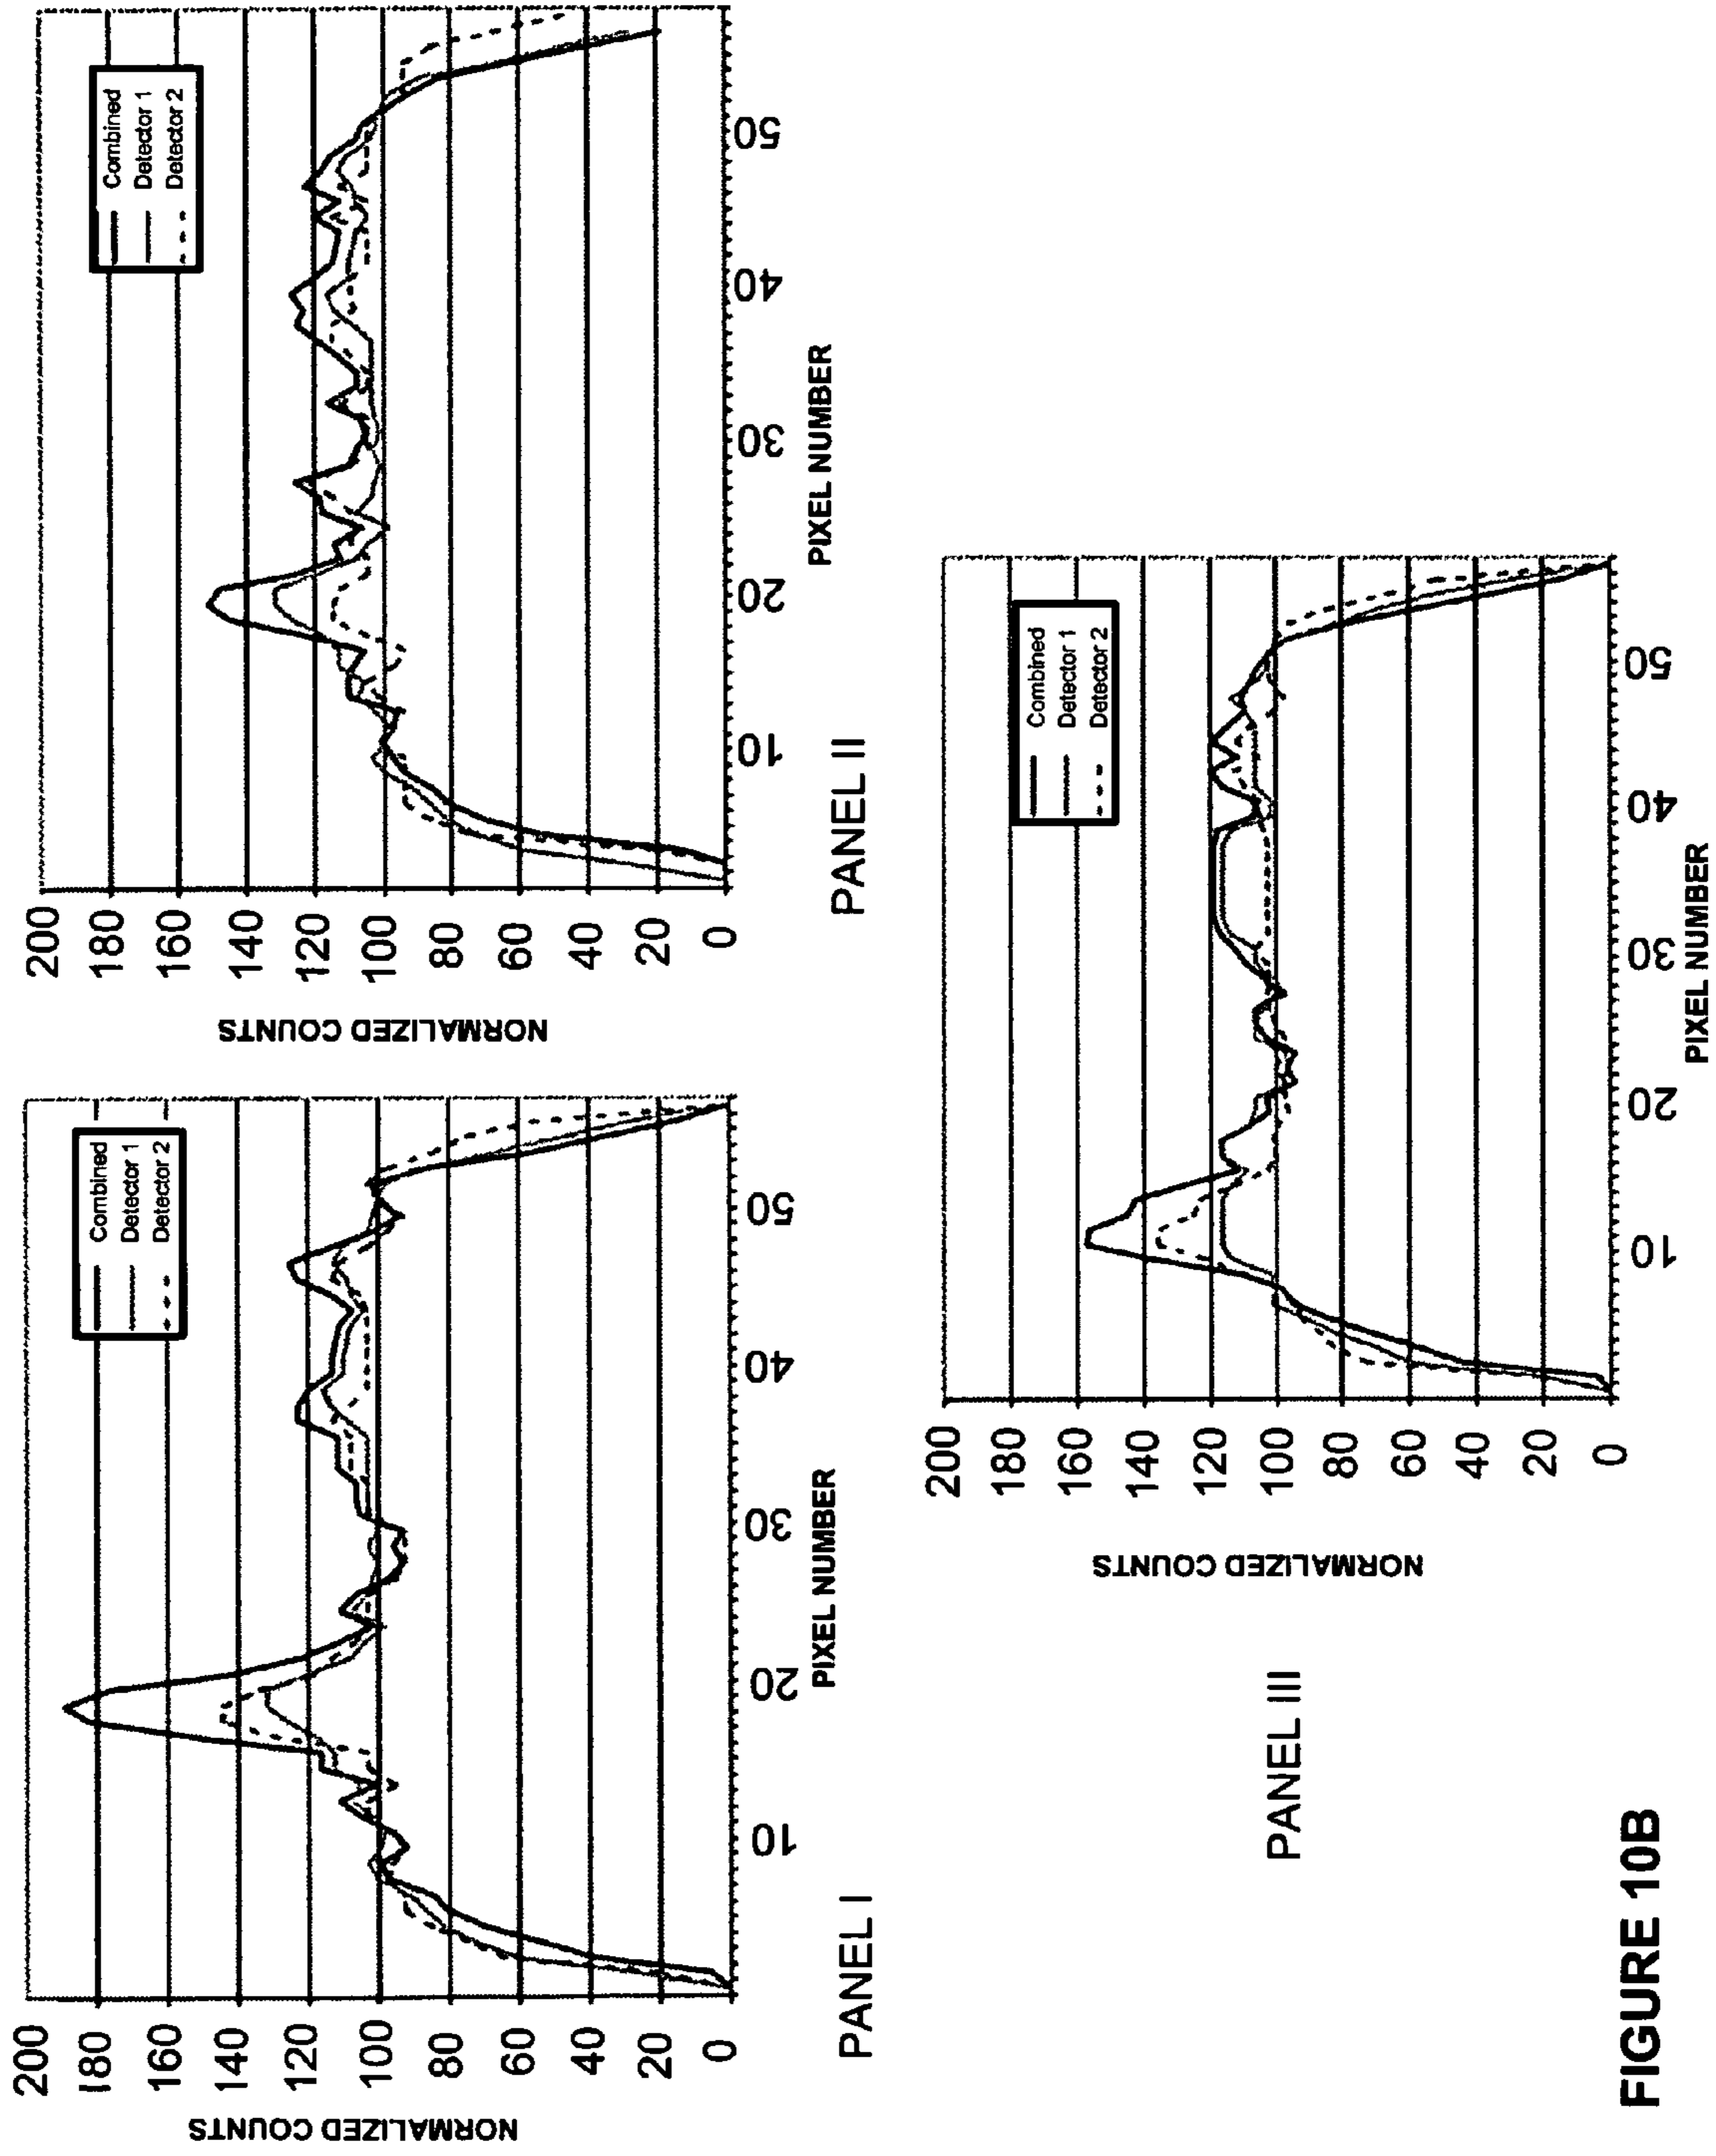 200
180
160
140
120
100
80
60
40
20
0
NORMALIZED COUNTS
Combined
Detector 1
Detector 2
10
20
30
40
50
PIXEL NUMBER
PANEL I
200
180
160
140
120
100
80
60
40
20
0
NORMALIZED COUNTS
Combined
Detector 1
Detector 2
10
20
30
40
50
PIXEL NUMBER
PANEL II
200
180
160
140
120
100
80
60
40
20
0
NORMALIZED COUNTS
Combined
Detector 1
Detector 2
10
20
30
40
50
PIXEL NUMBER
PANEL III
FIGURE 10B